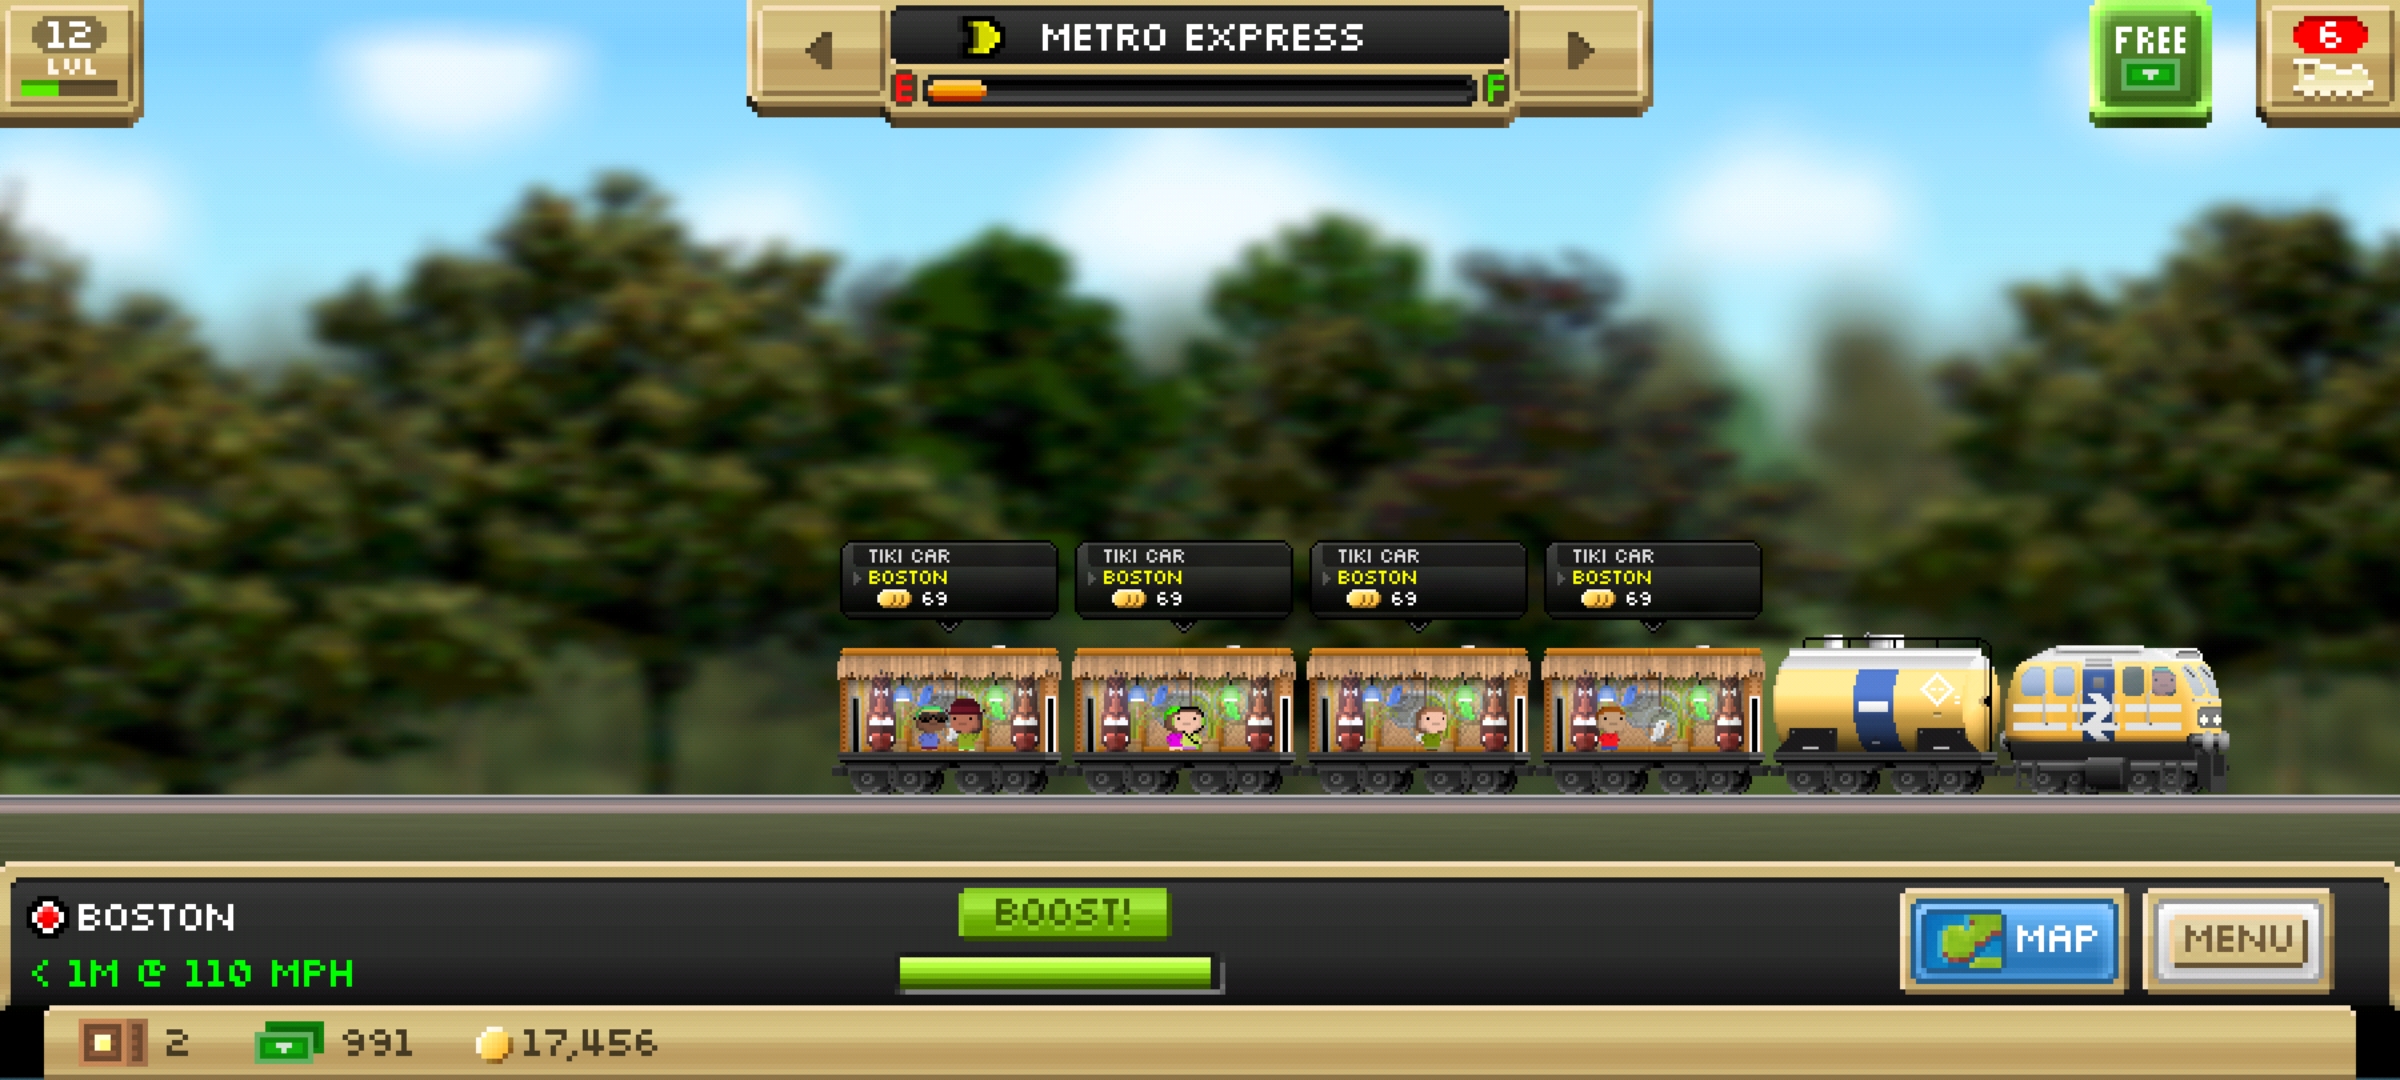 12
LVL
METRO EXPRESS
E F
FREE
6
TIKI CAR
BOSTON
69
TIKI CAR
BOSTON
69
TIKI CAR
BOSTON
69
TIKI CAR
BOSTON
69
BOSTON
< 1M @ 110 MPH
BOOST!
MAP
MENU
2
991
17,456